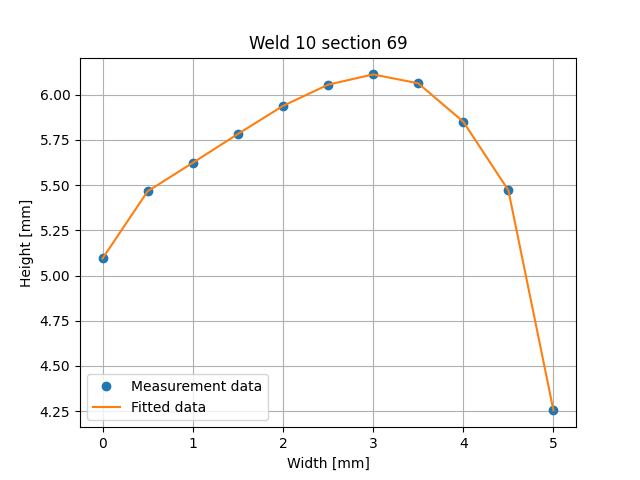 Weld 10 section 69
6.00
5.75
5.50
5.25
5.00
4.75
4.50
4.25
Height [mm]
Measurement data
Fitted data
0 1 2 3 4 5
Width [mm]